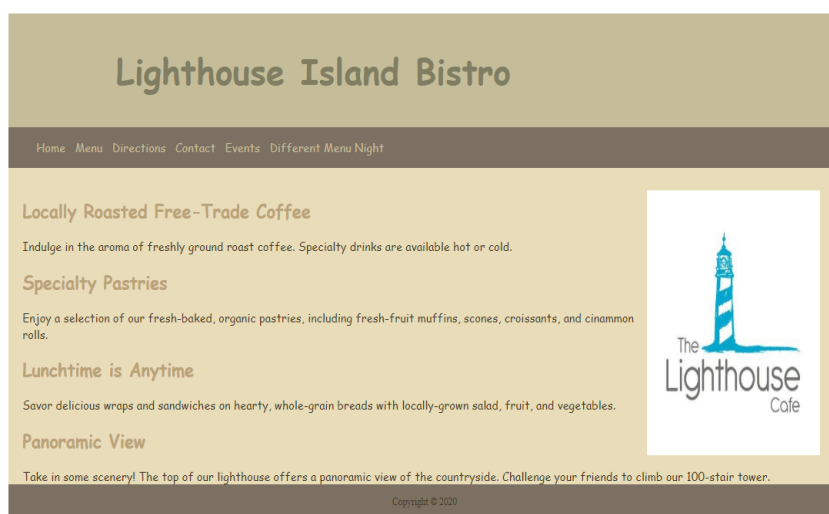 Lighthouse Island Bistro
Home Menu Directions Contact Events Different Menu Night
Locally Roasted Free-Trade Coffee
Indulge in the aroma of freshly ground roast coffee. Specialty drinks are available hot or cold.
Specialty Pastries
Enjoy a selection of our fresh-baked, organic pastries, including fresh-fruit muffins, scones, croissants, and cinammon
rolls.
Lunchtime is Anytime
Savor delicious wraps and sandwiches on hearty, whole-grain breads with locally-grown salad, fruit, and vegetables.
Panoramic View
Take in some scenery! The top of our lighthouse offers a panoramic view of the countryside. Challenge your friends to climb our 100-stair tower.
The
Lighthouse
Cafe
Copyright © 2020